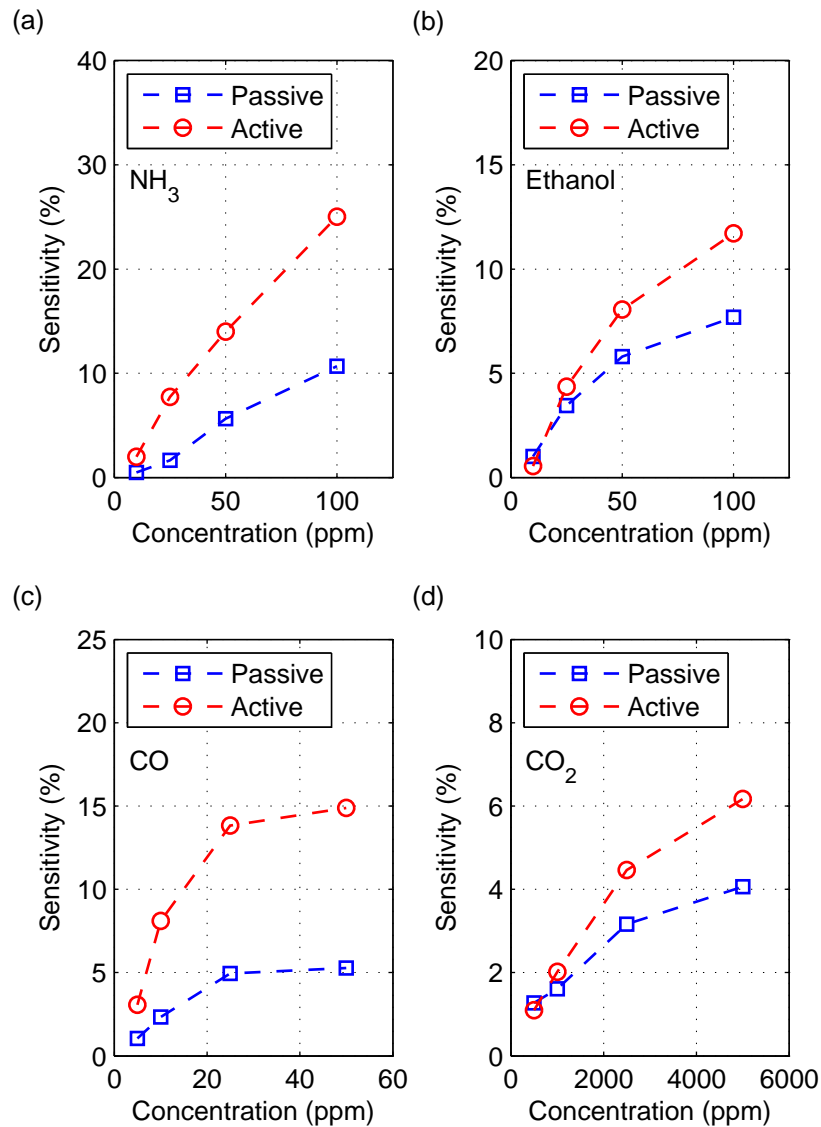 (a)
40
30
20
10
0
Sensitivity (%)
Passive
Active
NH3
0 50 100
Concentration (ppm)
(b)
20
15
10
5
0
Sensitivity (%)
Passive
Active
Ethanol
0 50 100
Concentration (ppm)
(c)
25
20
15
10
5
0
Sensitivity (%)
Passive
Active
CO
0 20 40 60
Concentration (ppm)
(d)
10
8
6
4
2
0
Sensitivity (%)
Passive
Active
CO2
0 2000 4000 6000
Concentration (ppm)